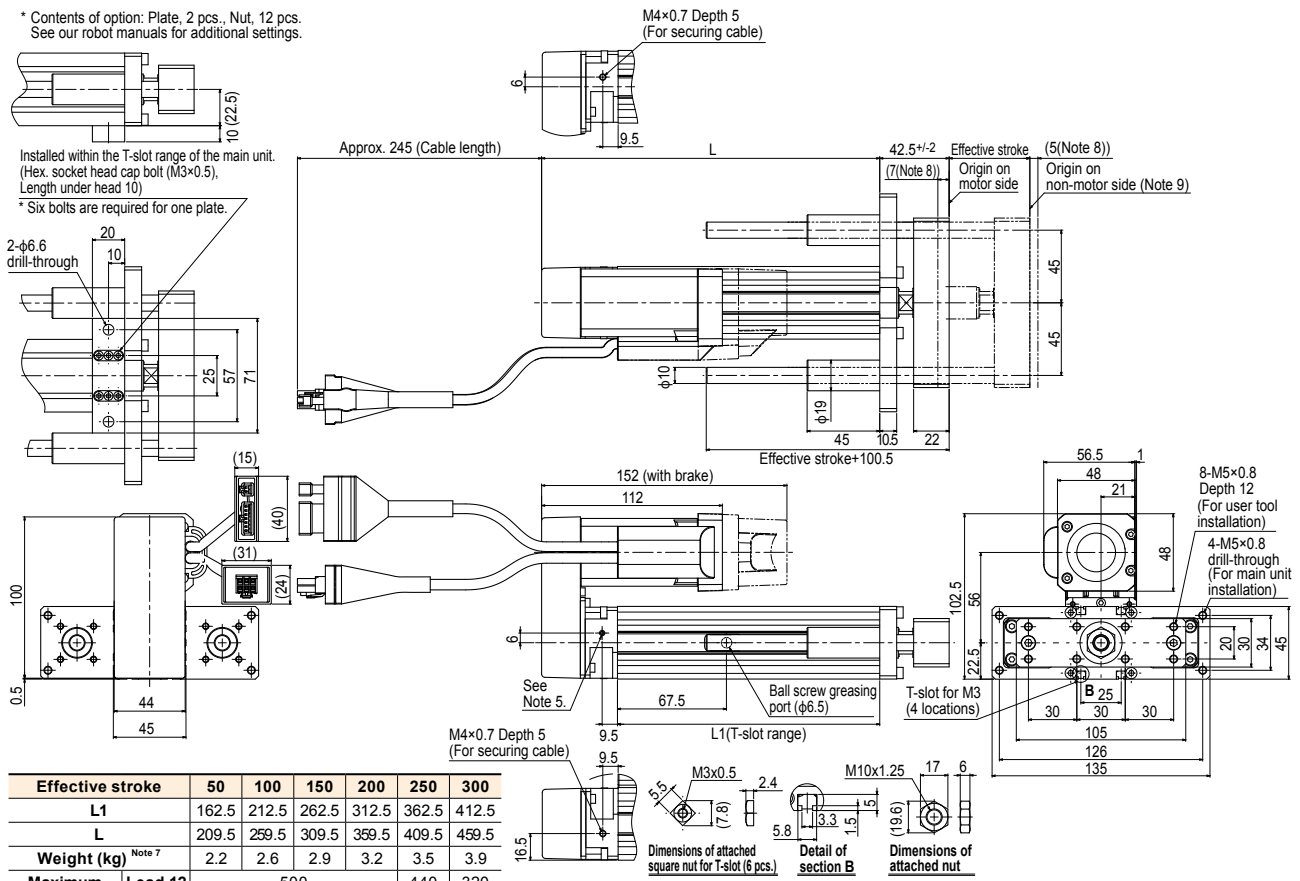 * Contents of option: Plate, 2 pcs., Nut, 12 pcs.
See our robot manuals for additional settings.
10 (22.5)
Installed within the T-slot range of the main unit.
(Hex. socket head cap bolt (M3×0.5),
Length under head 10)
* Six bolts are required for one plate.
20
10
2-φ6.6
drill-through
25
57
71
M4×0.7 Depth 5
(For securing cable)
6
9.5
Approx. 245 (Cable length)
L
42.5+/-2
Effective stroke
(5(Note 8))
(7(Note 8))
Origin on
motor side
Origin on
non-motor side (Note 9)
45
45
φ10
φ19
45
10.5
22
Effective stroke+100.5
(15)
(40)
(31)
(24)
100
0.5
44
45
152 (with brake)
112
6
See
Note 5.
67.5
Ball screw greasing
port (φ6.5)
9.5
L1(T-slot range)
56.5
1
48
21
8-M5×0.8
Depth 12
(For user tool
installation)
4-M5×0.8
drill-through
(For main unit
installation)
48
102.5
56
22.5
20
30
34
45
T-slot for M3
(4 locations)
B
25
30
30
30
105
126
135
M4×0.7 Depth 5
(For securing cable)
9.5
16.5
M3x0.5
5.5
(7.8)
2.4
Dimensions of attached
square nut for T-slot (6 pcs.)
5
1.5
3.3
5.8
Detail of
section B
M10x1.25
17
6
(19.6)
Dimensions of
attached nut
Effective stroke 50 100 150 200 250 300
L1 162.5 212.5 262.5 312.5 362.5 412.5
L 209.5 259.5 309.5 359.5 409.5 459.5
Weight (kg) Note 7 2.2 2.6 2.9 3.2 3.5 3.9